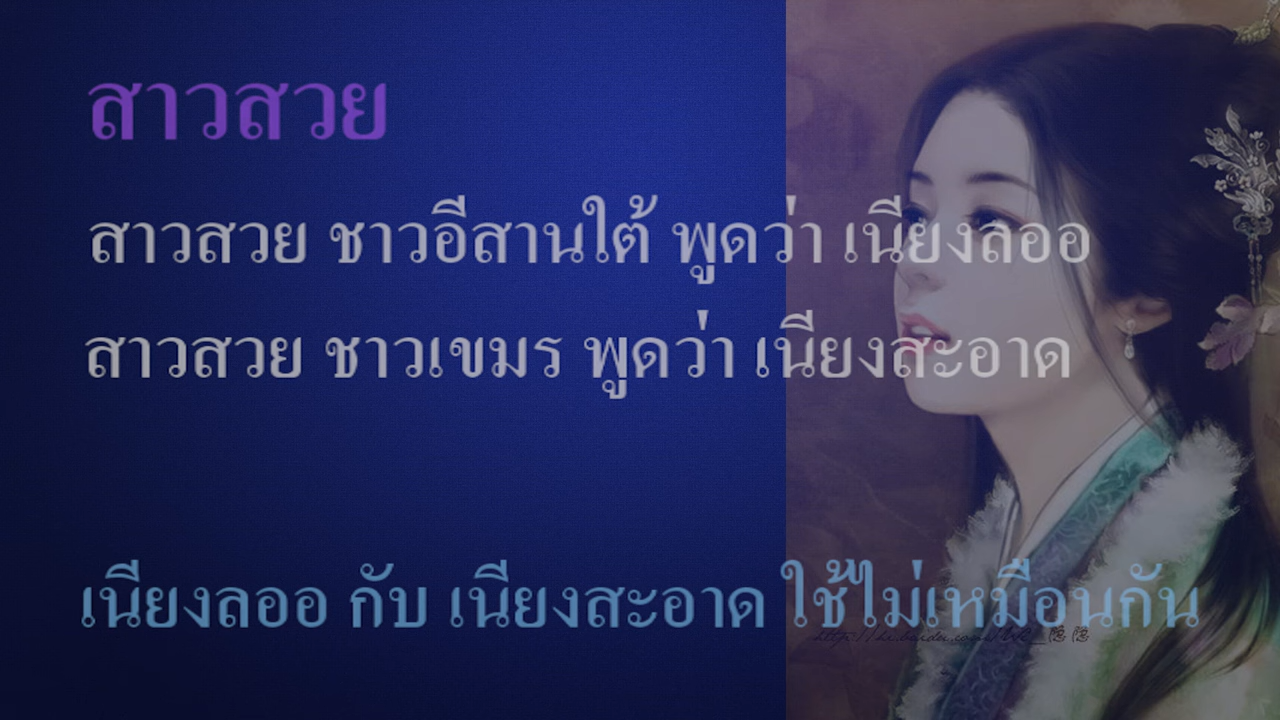 สาวสวย
สาวสวย ชาวอีสานใต้ พูดว่า เนียงลออ
สาวสวย ชาวเขมร พูดว่า เนียงสะอาด
เนียงลออ กับ เนียงสะอาด ใช้ไม่เหมือนกัน